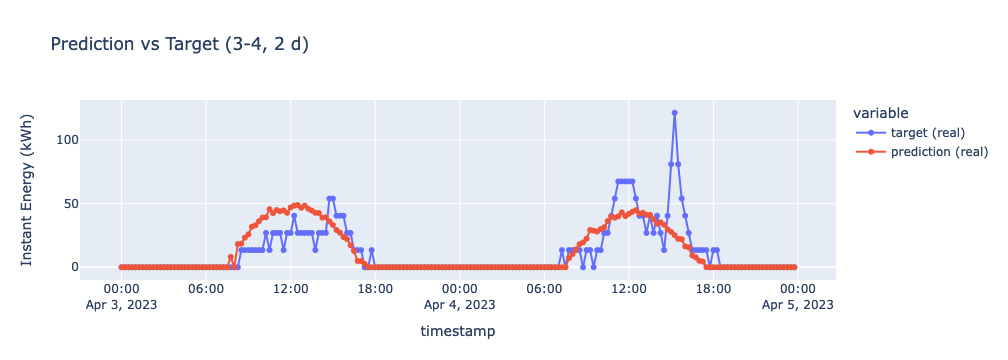 Prediction vs Target (3-4, 2 d)
Instant Energy (kWh)
100
50
0
00:00
Apr 3, 2023
06:00
12:00
18:00
00:00
Apr 4, 2023
06:00
12:00
18:00
00:00
Apr 5, 2023
timestamp
variable
target (real)
prediction (real)